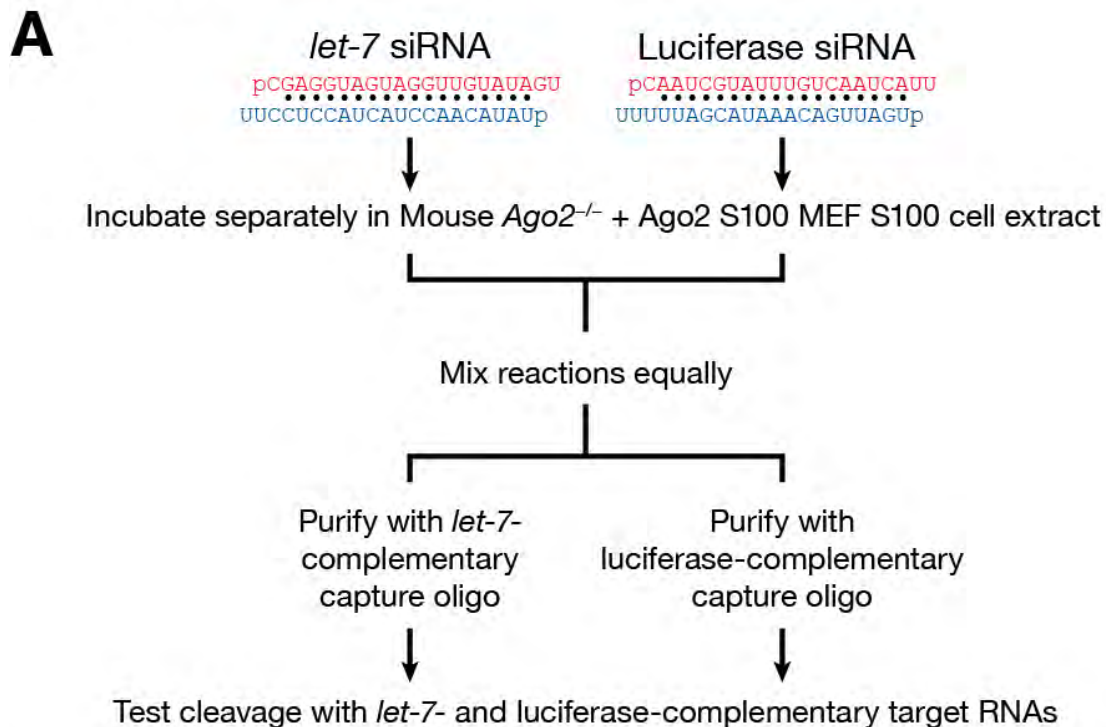 A
let-7 siRNA
Luciferase siRNA
pCGAGGUAGUAGGUUGUAUAGU
pCAAUCGUAUUUGUCAAUCAUU
UUCCUCCAUCAUCCAACAUAUp
UUUUUAGCAUAAACAGUUAGUp
Incubate separately in Mouse Ago2–/– + Ago2 S100 MEF S100 cell extract
Mix reactions equally
Purify with let-7-
complementary
capture oligo
Purify with
luciferase-complementary
capture oligo
Test cleavage with let-7- and luciferase-complementary target RNAs